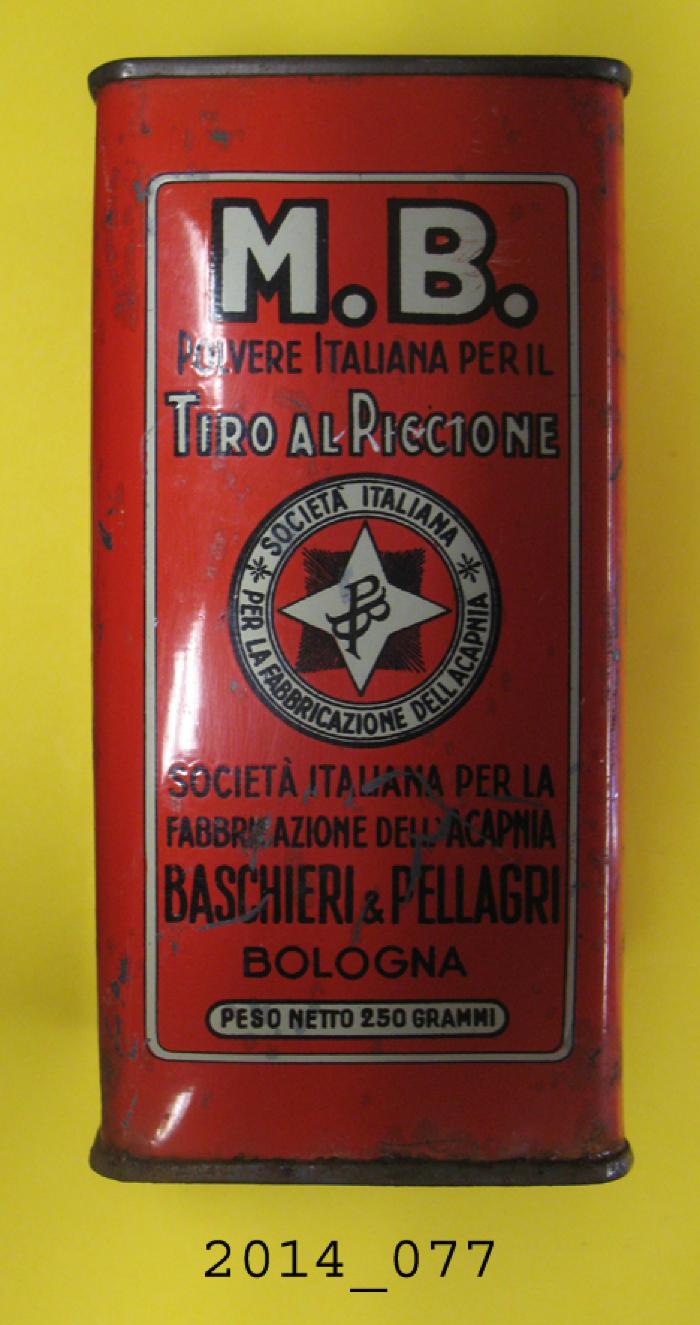 M.B.
POLVERE ITALIANA PER IL
TIRO AL PICCIONE
SOCIETÀ ITALIANA
PER LA FABBRICAZIONE DELL'ACAPNIA
BP
SOCIETÀ ITALIANA PER LA
FABBRICAZIONE DELL'ACAPNIA
BASCHIERI & PELLAGRI
BOLOGNA
PESO NETTO 250 GRAMMI
2014_077